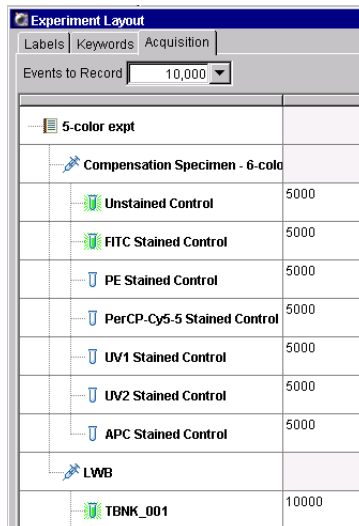 Experiment Layout
Labels Keywords Acquisition
Events to Record 10,000
5-color expt
Compensation Specimen - 6-colo
Unstained Control 5000
FITC Stained Control 5000
PE Stained Control 5000
PerCP-Cy5-5 Stained Control 5000
UV1 Stained Control 5000
UV2 Stained Control 5000
APC Stained Control 5000
LWB
TBNK_001 10000